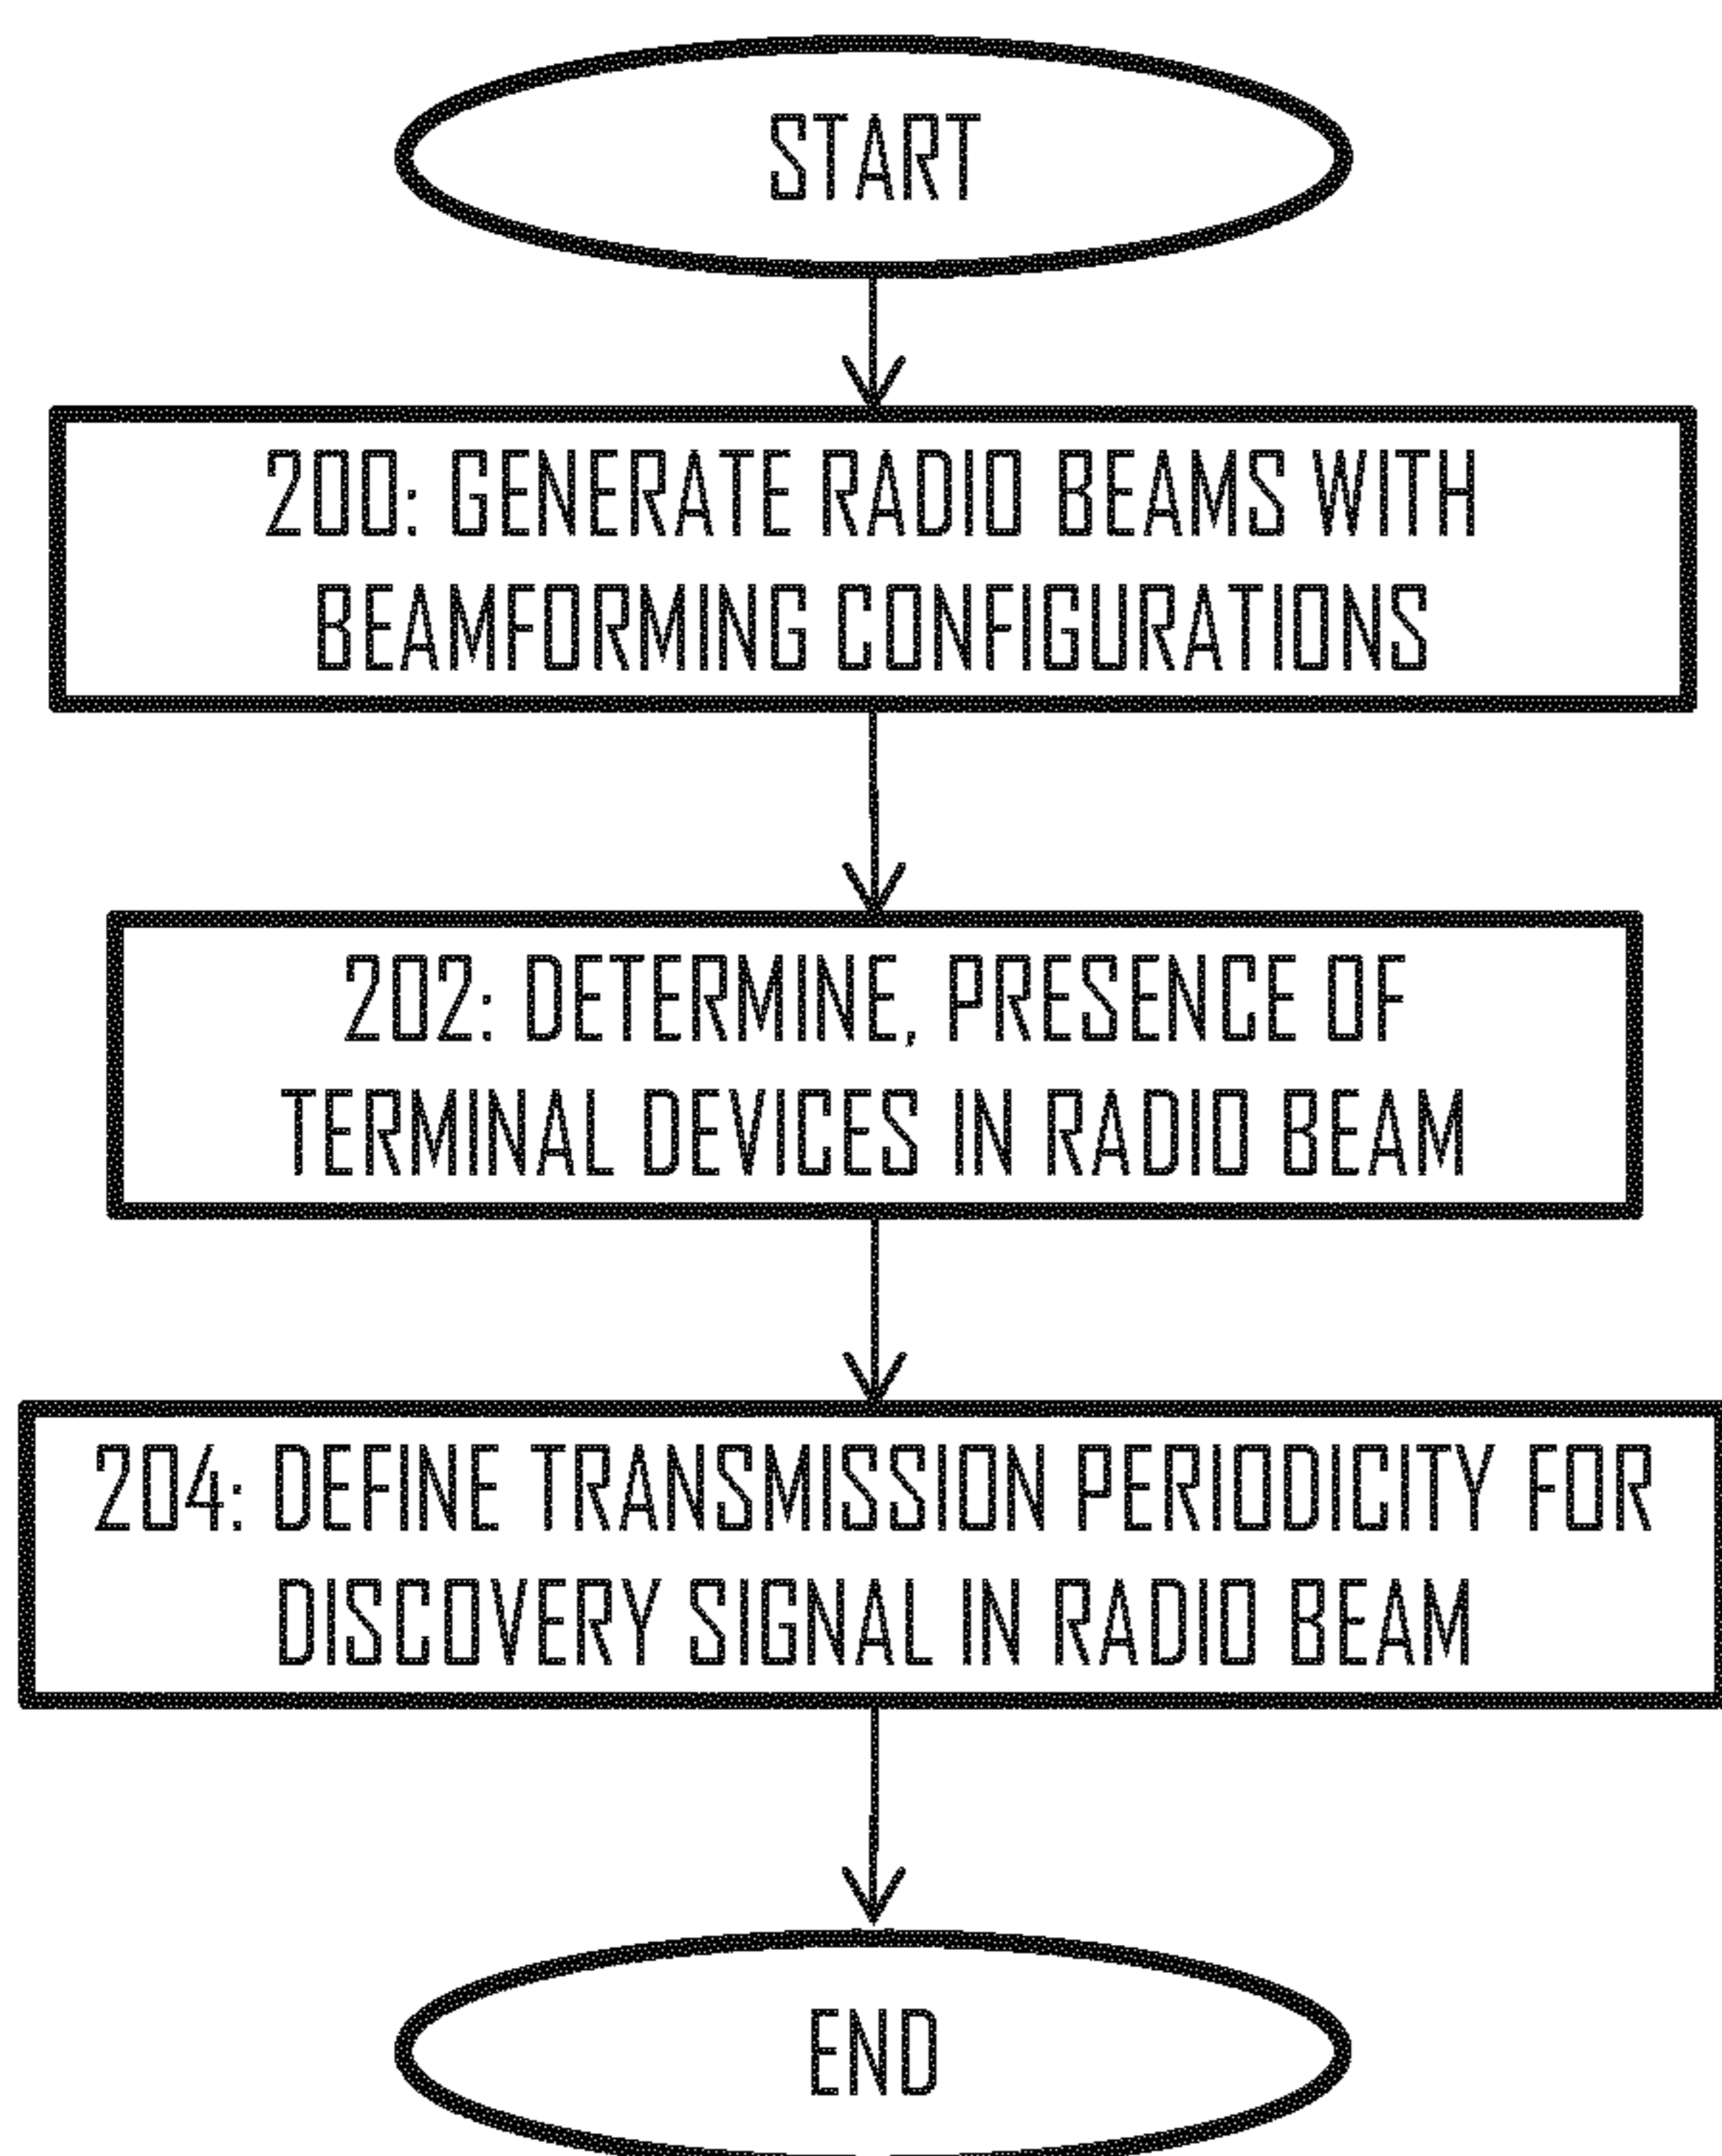 START
200: GENERATE RADIO BEAMS WITH
BEAMFORMING CONFIGURATIONS
202: DETERMINE, PRESENCE OF
TERMINAL DEVICES IN RADIO BEAM
204: DEFINE TRANSMISSION PERIODICITY FOR
DISCOVERY SIGNAL IN RADIO BEAM
END